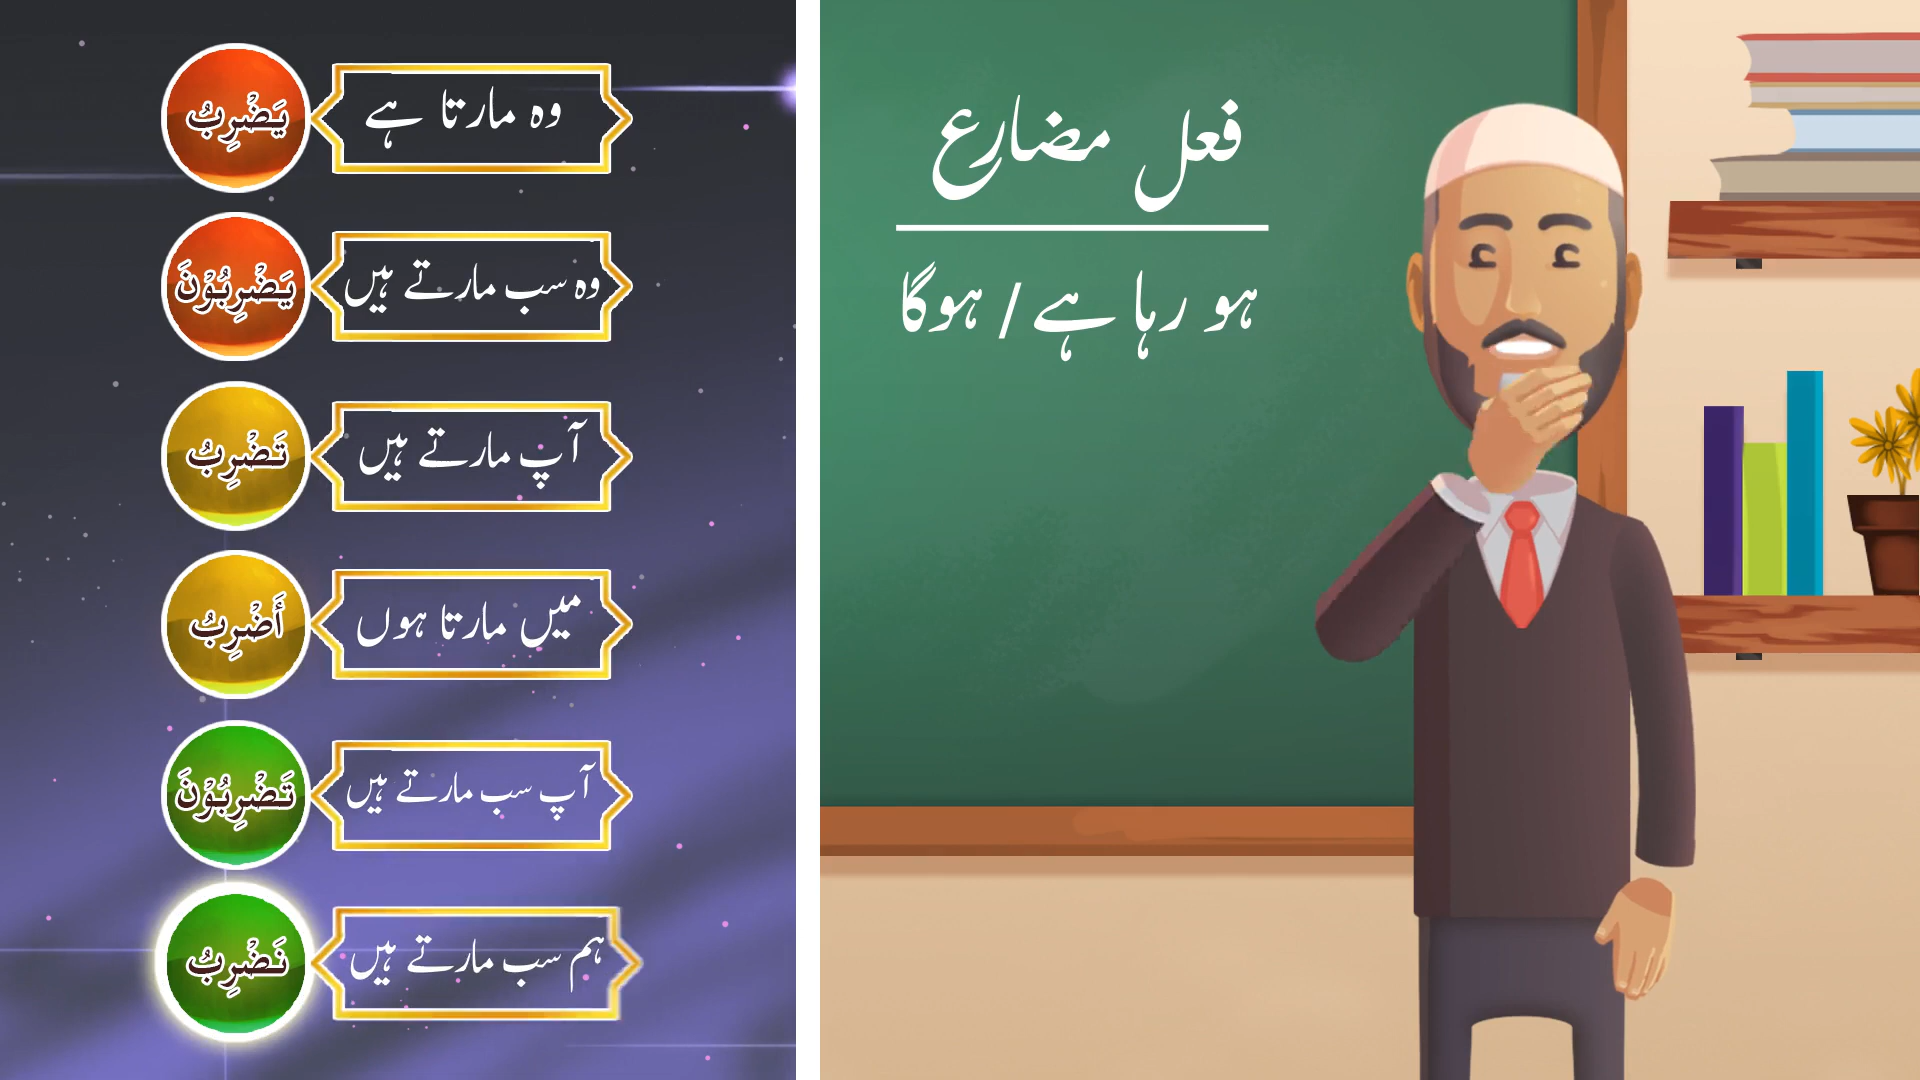 يَضْرِبُ وہ مارتا ہے
يَضْرِبُوْنَ وہ سب مارتے ہیں
تَضْرِبُ آپ مارتے ہیں
أَضْرِبُ میں مارتا ہوں
تَضْرِبُوْنَ آپ سب مارتے ہیں
نَضْرِبُ ہم سب مارتے ہیں
فعل مضارع
ہو رہا ہے / ہوگا